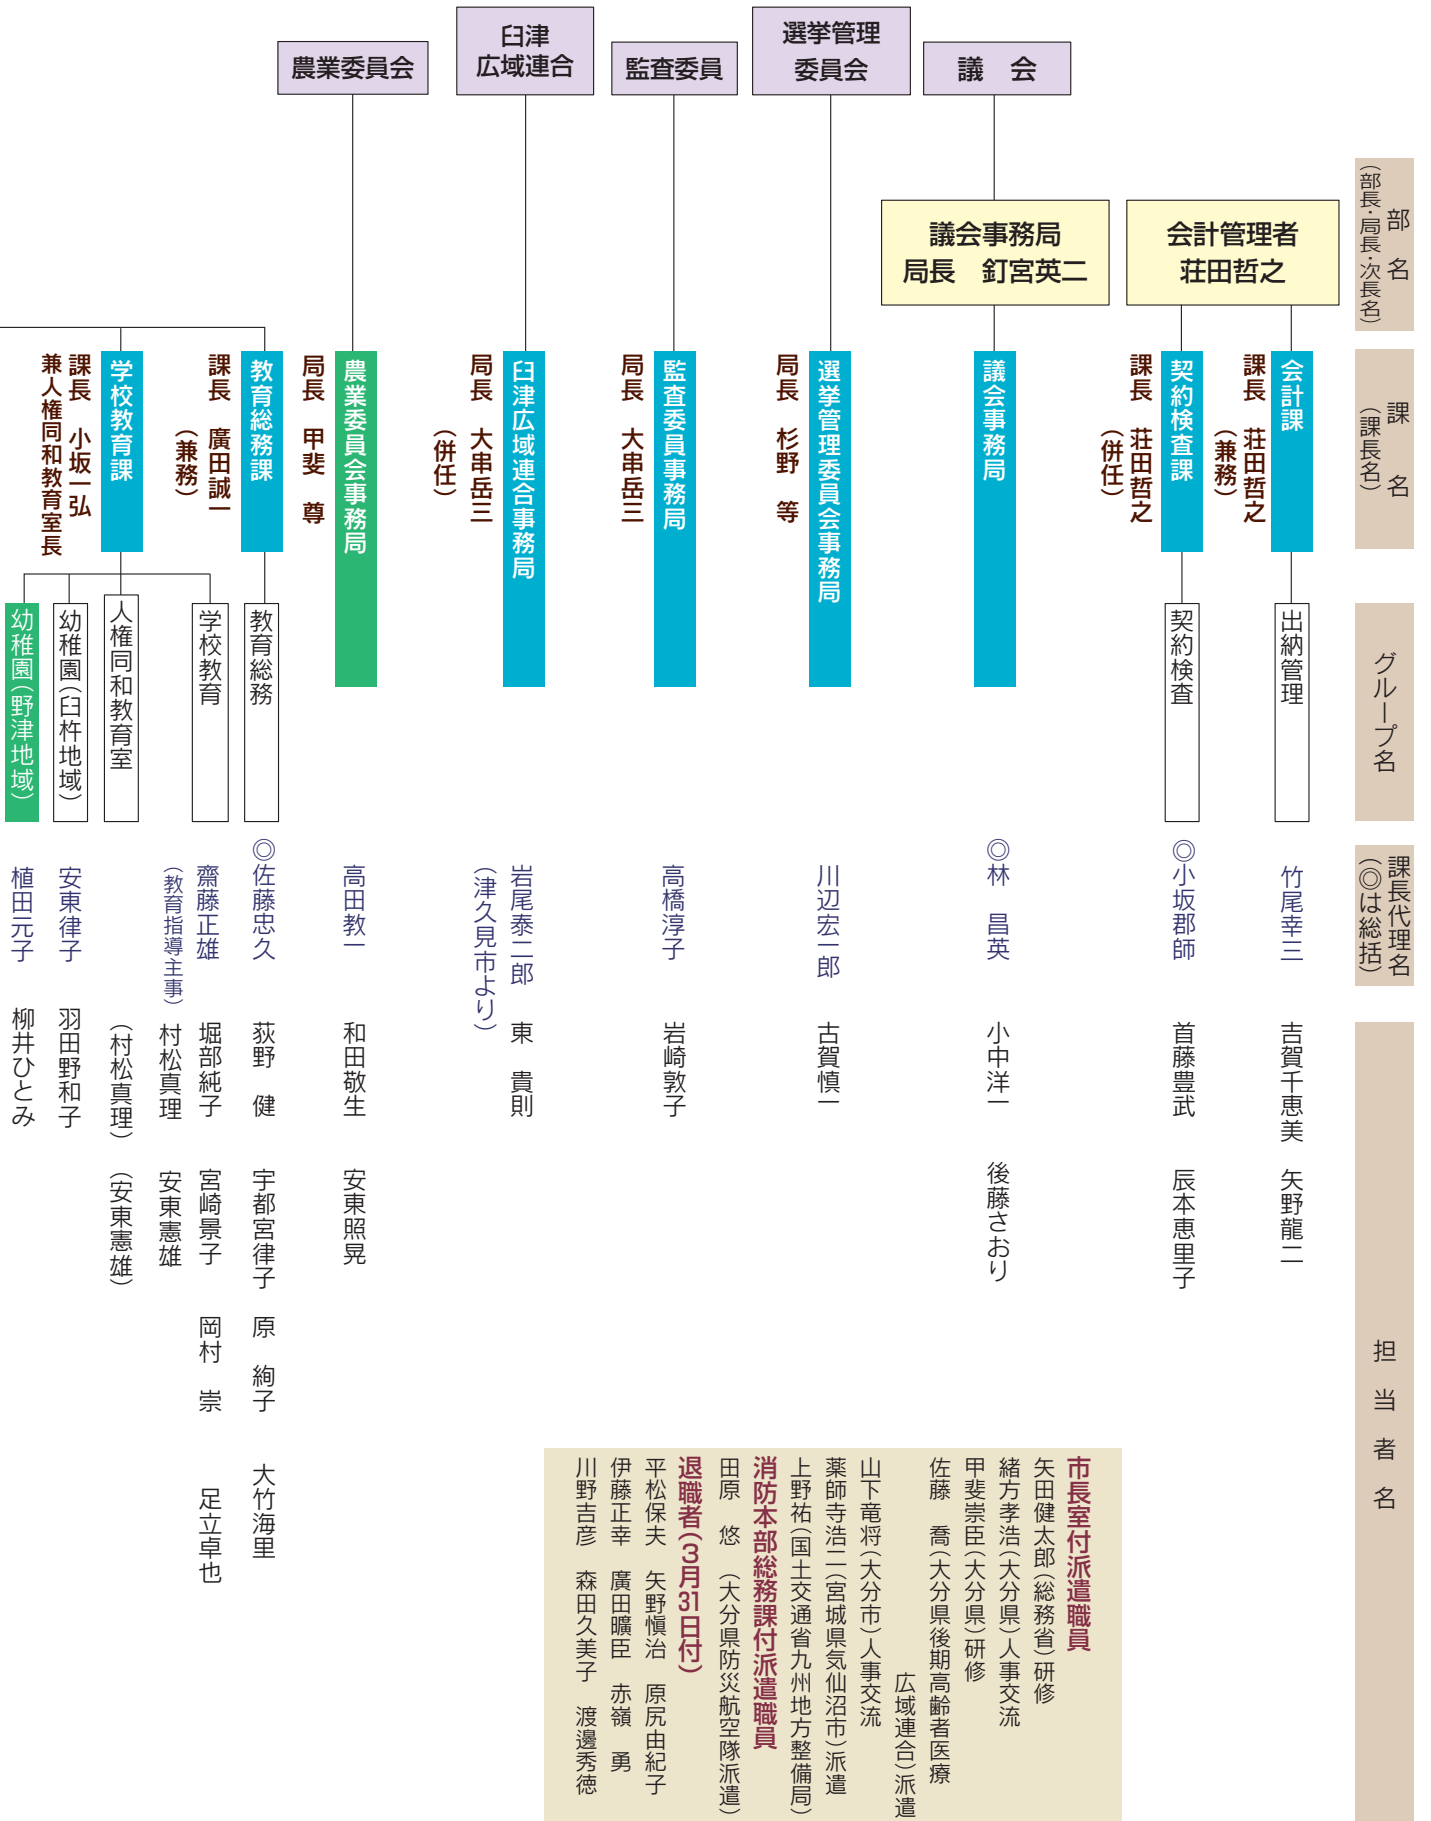 部　名
（部長・局長・次長名）
課　　名
（課長名）
グループ名
課長代理名
（◎は総括）
担　当　者　名
会計管理者
荘田哲之
会計課
課長　荘田哲之
（兼務）
出納管理
竹尾幸三
吉賀千恵美　矢野龍二
契約検査課
課長　荘田哲之
（併任）
契約検査
◎小坂郡師
首藤豊武　辰本恵里子
議　会
議会事務局
局長　釘宮英二
議会事務局
◎林　昌英
小中洋一　後藤さおり
選挙管理
委員会
選挙管理委員会事務局
局長　杉野　等
川辺宏一郎
古賀慎一
監査委員
監査委員事務局
局長　大串岳三
高橋淳子
岩崎敦子
臼津
広域連合
臼津広域連合事務局
局長　大串岳三
（併任）
岩尾泰二郎
（津久見市より）
東　貴則
農業委員会
農業委員会事務局
局長　甲斐　尊
高田教一
和田敬生　安東照晃
教育総務課
課長　廣田誠一
（兼務）
教育総務
◎佐藤忠久
荻野　健　宇都宮律子　原　絢子　大竹海里
学校教育課
課長　小坂一弘
兼人権同和教育室長
学校教育
齋藤正雄
（教育指導主事）
堀部純子　宮崎景子　岡村　崇　足立卓也
村松真理　安東憲雄
人権同和教育室
（村松真理）（安東憲雄）
幼稚園（臼杵地域）
安東律子
羽田野和子
幼稚園（野津地域）
植田元子
柳井ひとみ
市長室付派遣職員
矢田健太郎（総務省）研修
緒方孝浩（大分県）人事交流
甲斐崇臣（大分県）研修
佐藤　喬（大分県後期高齢者医療
広域連合）派遣
山下竜将（大分市）人事交流
薬師寺浩二（宮城県気仙沼市）派遣
上野祐（国土交通省九州地方整備局）
消防本部総務課付派遣職員
田原　悠　（大分県防災航空隊派遣）
退職者（3月31日付）
平松保夫　矢野愼治　原尻由紀子
伊藤正幸　廣田曠臣　赤嶺　勇
川野吉彦　森田久美子　渡邊秀徳